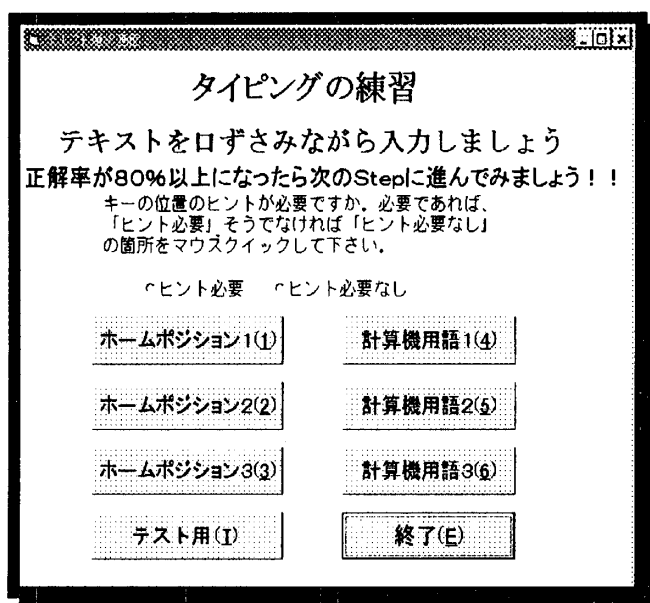 タイピングの練習
テキストを口ずさみながら入力しましょう
正解率が80%以上になったら次のStepに進んでみましょう！！
キーの位置のヒントが必要ですか。必要であれば、
「ヒント必要」そうでなければ「ヒント必要なし」
の箇所をマウスクイックして下さい。
ヒント必要 ヒント必要なし
ホームポジション1(1) 計算機用語1(4)
ホームポジション2(2) 計算機用語2(5)
ホームポジション3(3) 計算機用語3(6)
テスト用(I) 終了(E)